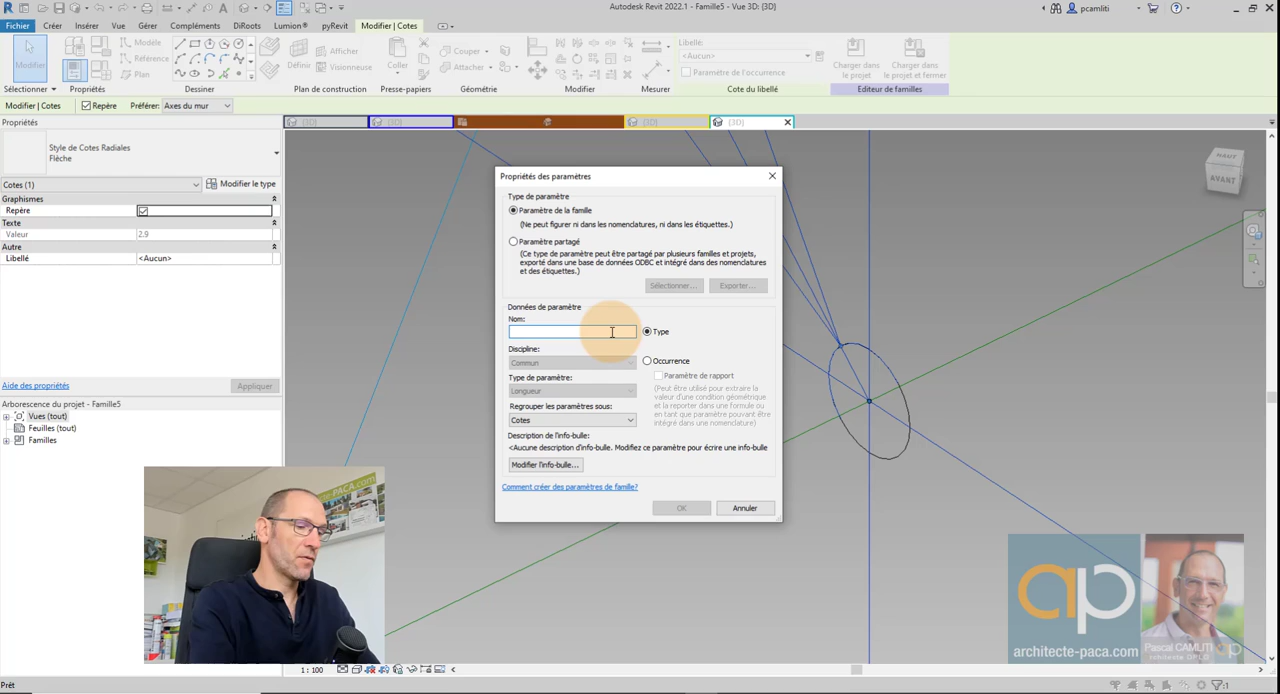 Autodesk Revit 2022.1 - Famille5 - Vue 3D: [3D]
pcamliti
Fichier Créer Insérer Vue Gérer Compléments DiRoots Lumion® pyRevit Modifier | Cotes
Modifier
Modèle
Référence
Plan
Définir
Afficher
Visionneuse
Coller
Couper
Attacher
Libellé:
<Aucun>
Paramètre de l'occurrence
Charger dans le projet
Charger dans le projet et fermer
Sélectionner Propriétés Dessiner Plan de construction Presse-papiers Géométrie Modifier Mesurer Cote du libellé Editeur de familles
Modifier | Cotes Repère Préférer: Axes du mur
Propriétés
[3D] [3D] [3D] [3D]
Style de Cotes Radiales
Flèche
Cotes (1) Modifier le type
Graphismes
Repère
Texte
Valeur 2.9
Autre
Libellé <Aucun>
Aide des propriétés Appliquer
Arborescence du projet - Famille5
Vues (tout)
Feuilles (tout)
Familles
Propriétés des paramètres
Type de paramètre
Paramètre de la famille
(Ne peut figurer ni dans les nomenclatures, ni dans les étiquettes.)
Paramètre partagé
(Ce type de paramètre peut être partagé par plusieurs familles et projets,
exporté dans une base de données ODBC et intégré dans des nomenclatures
et des étiquettes.)
Sélectionner... Exporter...
Données de paramètre
Nom:
Type
Discipline:
Commun
Occurrence
Paramètre de rapport
Type de paramètre:
Longueur
(Peut être utilisé pour extraire la
valeur d'une condition géométrique
et la reporter dans une formule ou
en tant que paramètre pouvant être
intégré dans une nomenclature)
Regrouper les paramètres sous:
Cotes
Description de l'info-bulle:
<Aucune description d'info-bulle. Modifiez ce paramètre pour écrire une info-bulle
Modifier l'info-bulle...
Comment créer des paramètres de famille?
OK Annuler
HAUT
AVANT
PACA.com
ap
architecte-paca.com
Pascal CAMLITI
architecte DPLG
1 : 100
Prêt
:1